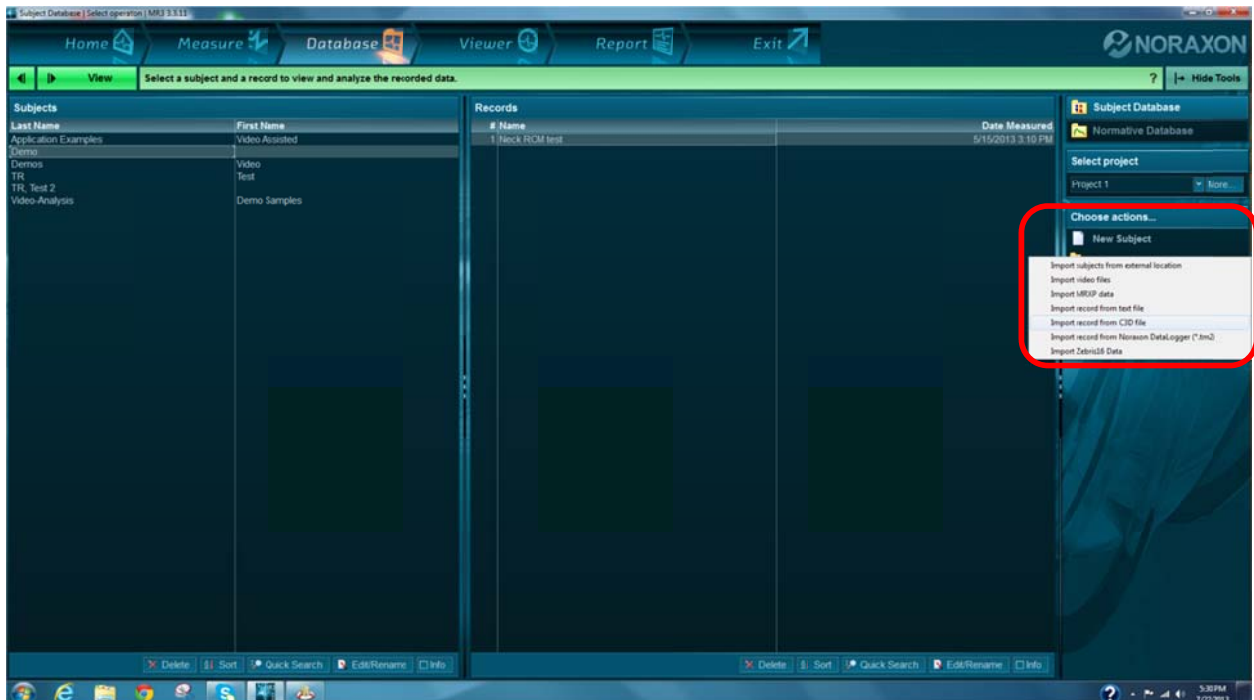 Subject Database | Select operation | MR3 3.3.11
Home Measure Database Viewer Report Exit NORAXON
View Select a subject and a record to view and analyze the recorded data. ? Hide Tools
Subjects
Last Name First Name
Application Examples Video Assisted
Demo
Demos Video
TR Test
TR, Test 2
Video-Analysis Demo Samples
Records
# Name Date Measured
1 Neck ROM test 5/15/2013 3:10 PM
Subject Database
Normative Database
Select project
Project 1 More...
Choose actions...
New Subject
Import subjects from external location
Import video files
Import MRXP data
Import record from text file
Import record from C3D file
Import record from Noraxon DataLogger (*.tm2)
Import Zebris16 Data
Delete Sort Quick Search Edit/Rename Info
Delete Sort Quick Search Edit/Rename Info
5:30 PM